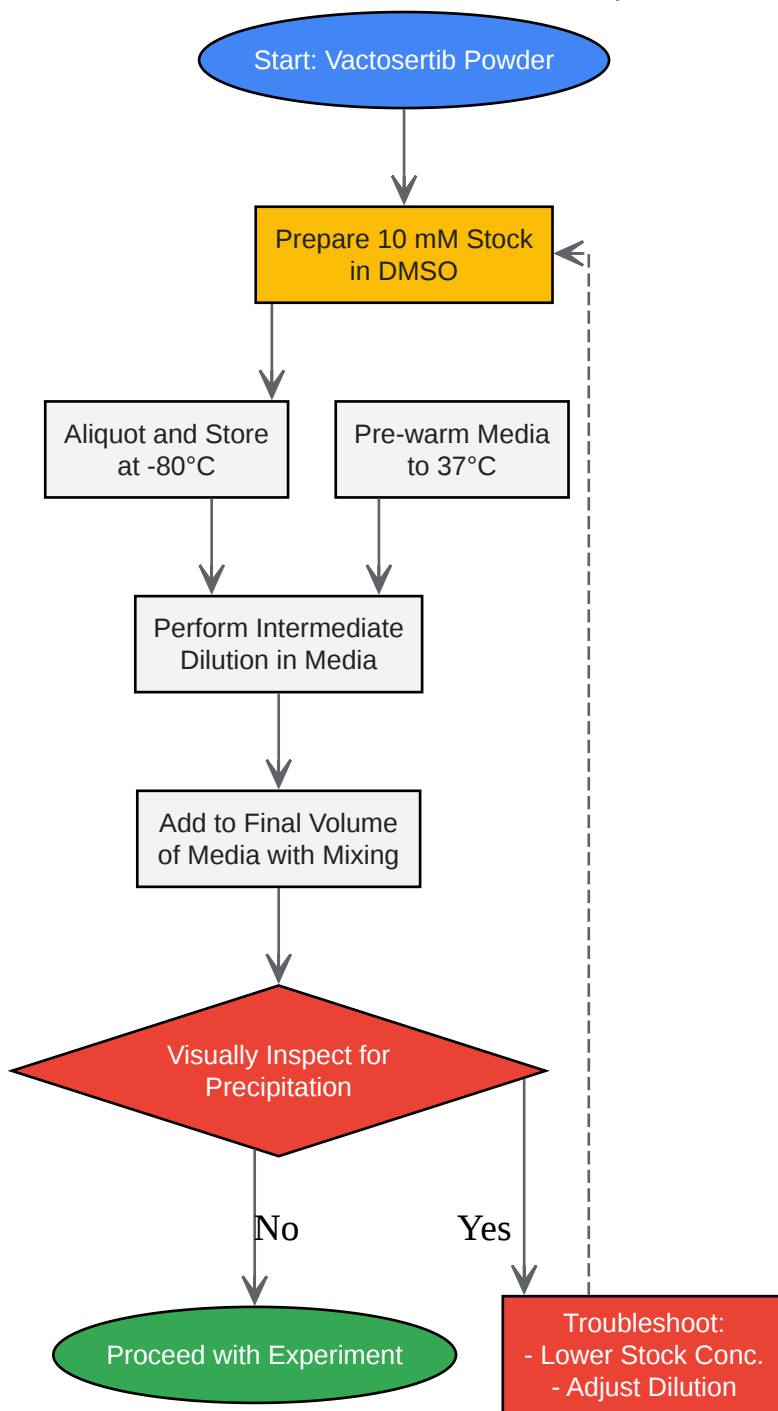 Start: Vactosertib Powder
Prepare 10 mM Stock
in DMSO
Aliquot and Store
at -80°C
Pre-warm Media
to 37°C
Perform Intermediate
Dilution in Media
Add to Final Volume
of Media with Mixing
Visually Inspect for
Precipitation
No
Yes
Proceed with Experiment
Troubleshoot:
- Lower Stock Conc.
- Adjust Dilution